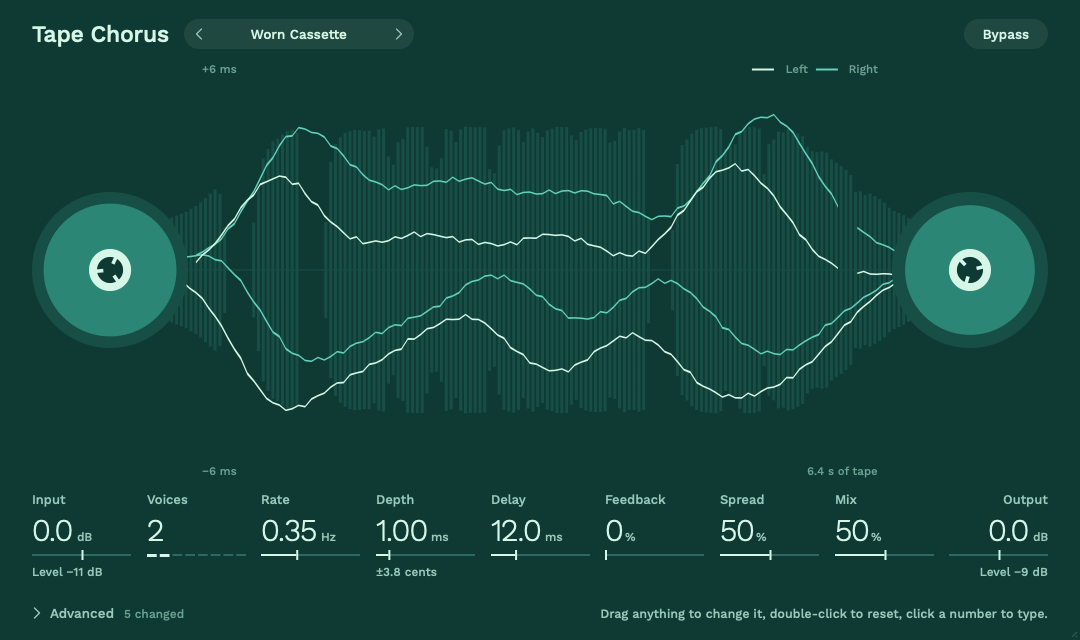 Tape Chorus
Worn Cassette
Bypass
+6 ms
Left
Right
−6 ms
6.4 s of tape
Input
Voices
Rate
Depth
Delay
Feedback
Spread
Mix
Output
0.0 dB
2
0.35 Hz
1.00 ms
12.0 ms
0%
50%
50%
0.0 dB
Level −11 dB
±3.8 cents
Level −9 dB
Advanced
5 changed
Drag anything to change it, double-click to reset, click a number to type.